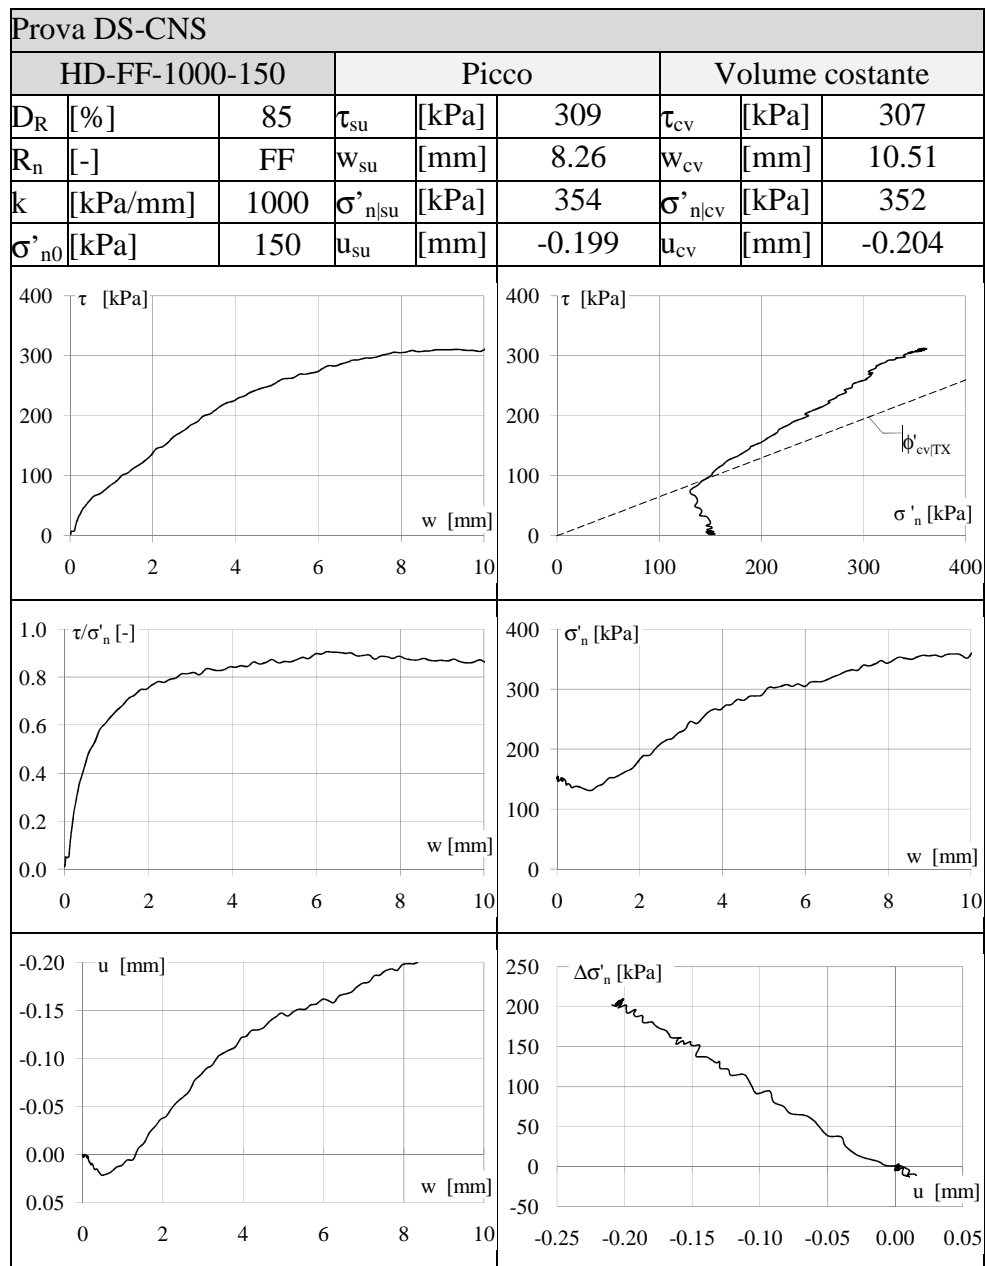 Prova DS-CNS
HD-FF-1000-150 Picco Volume costante
D_R [%] 85 τ_su [kPa] 309 τ_cv [kPa] 307
R_n [-] FF w_su [mm] 8.26 w_cv [mm] 10.51
k [kPa/mm] 1000 σ’_n|su [kPa] 354 σ’_n|cv [kPa] 352
σ’_n0 [kPa] 150 u_su [mm] -0.199 u_cv [mm] -0.204
τ [kPa]
400
300
200
100
0
w [mm]
0 2 4 6 8 10
τ [kPa]
400
300
200
100
0
ϕ'_cv|TX
σ '_n [kPa]
0 100 200 300 400
τ/σ'_n [-]
1.0
0.8
0.6
0.4
0.2
0.0
w [mm]
0 2 4 6 8 10
σ'_n [kPa]
400
300
200
100
0
w [mm]
0 2 4 6 8 10
u [mm]
-0.20
-0.15
-0.10
-0.05
0.00
0.05
w [mm]
0 2 4 6 8 10
Δσ'_n [kPa]
250
200
150
100
50
0
-50
u [mm]
-0.25 -0.20 -0.15 -0.10 -0.05 0.00 0.05